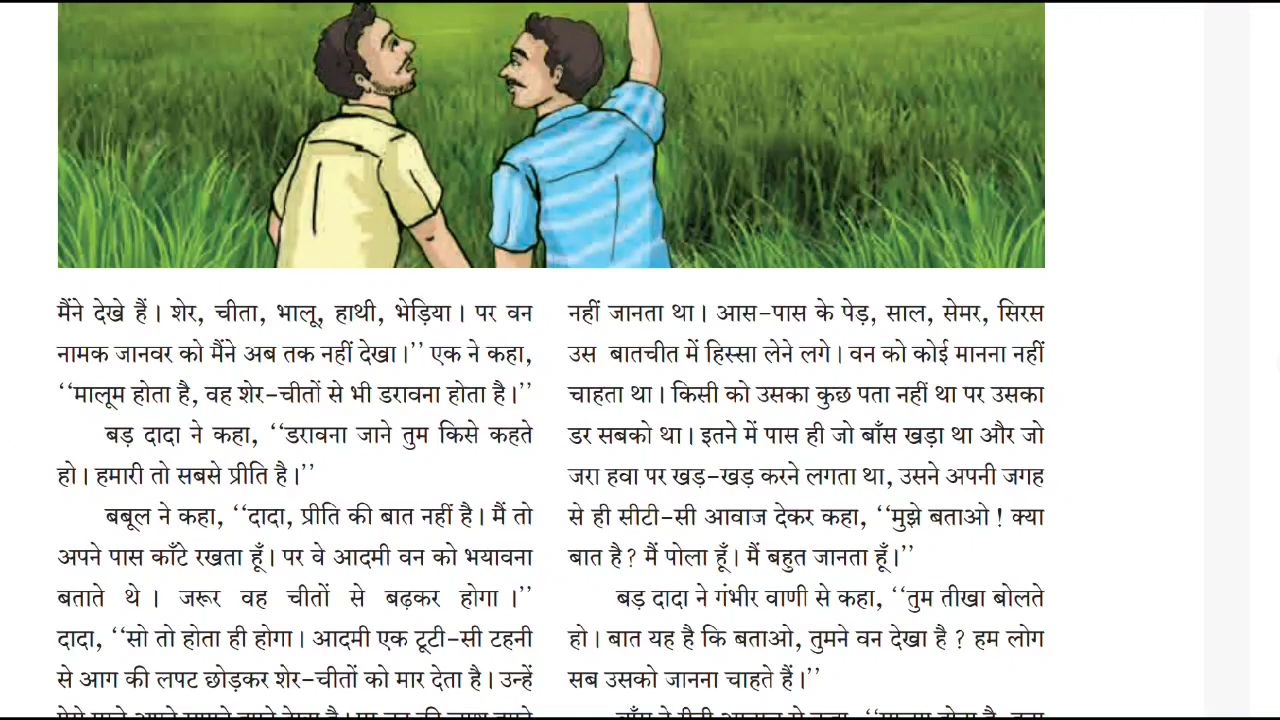 मैंने देखे हैं। शेर, चीता, भालू, हाथी, भेड़िया। पर वन
नामक जानवर को मैंने अब तक नहीं देखा।’’ एक ने कहा,
‘‘मालूम होता है, वह शेर-चीतों से भी डरावना होता है।’’
बड़ दादा ने कहा, ‘‘डरावना जाने तुम किसे कहते
हो। हमारी तो सबसे प्रीति है।’’
बबूल ने कहा, ‘‘दादा, प्रीति की बात नहीं है। मैं तो
अपने पास काँटे रखता हूँ। पर वे आदमी वन को भयावना
बताते थे । जरूर वह चीतों से बढ़कर होगा ।’’
दादा, ‘‘सो तो होता ही होगा। आदमी एक टूटी-सी टहनी
से आग की लपट छोड़कर शेर-चीतों को मार देता है। उन्हें
नहीं जानता था। आस-पास के पेड़, साल, सेमर, सिरस
उस बातचीत में हिस्सा लेने लगे। वन को कोई मानना नहीं
चाहता था। किसी को उसका कुछ पता नहीं था पर उसका
डर सबको था। इतने में पास ही जो बाँस खड़ा था और जो
जरा हवा पर खड़-खड़ करने लगता था, उसने अपनी जगह
से ही सीटी-सी आवाज देकर कहा, ‘‘मुझे बताओ ! क्या
बात है? मैं पोला हूँ। मैं बहुत जानता हूँ।’’
बड़ दादा ने गंभीर वाणी से कहा, ‘‘तुम तीखा बोलते
हो। बात यह है कि बताओ, तुमने वन देखा है ? हम लोग
सब उसको जानना चाहते हैं।’’